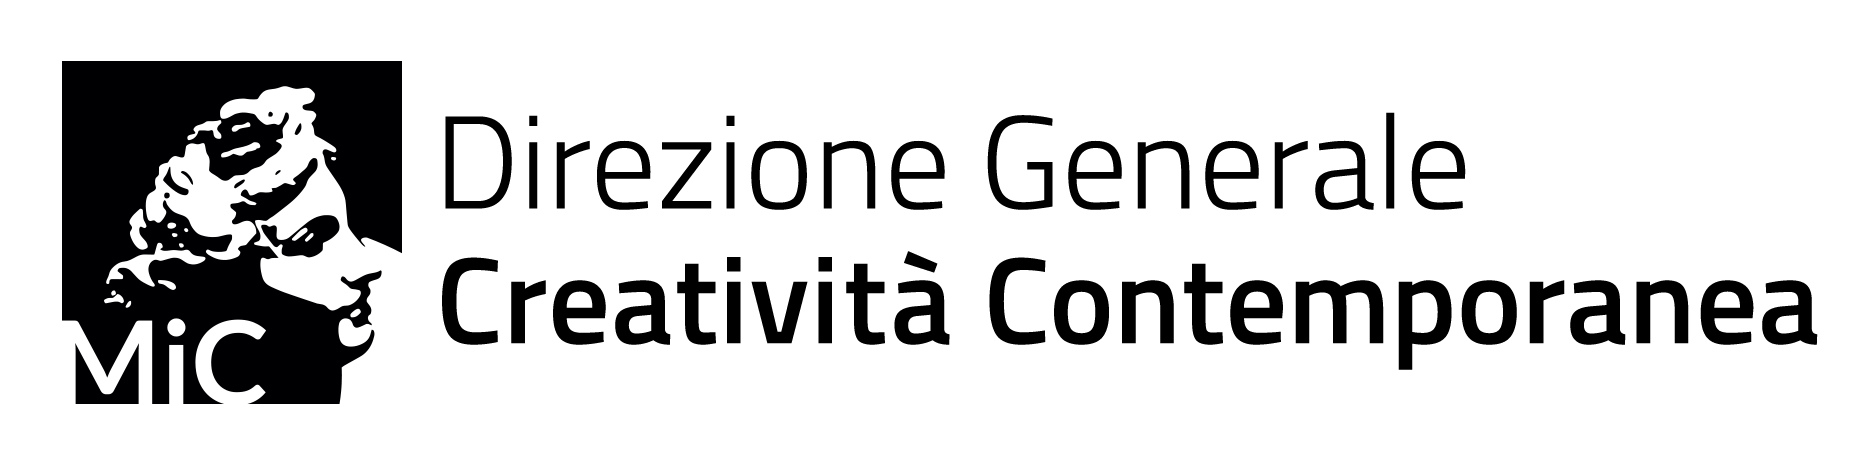 MiC
Direzione Generale
Creatività Contemporanea